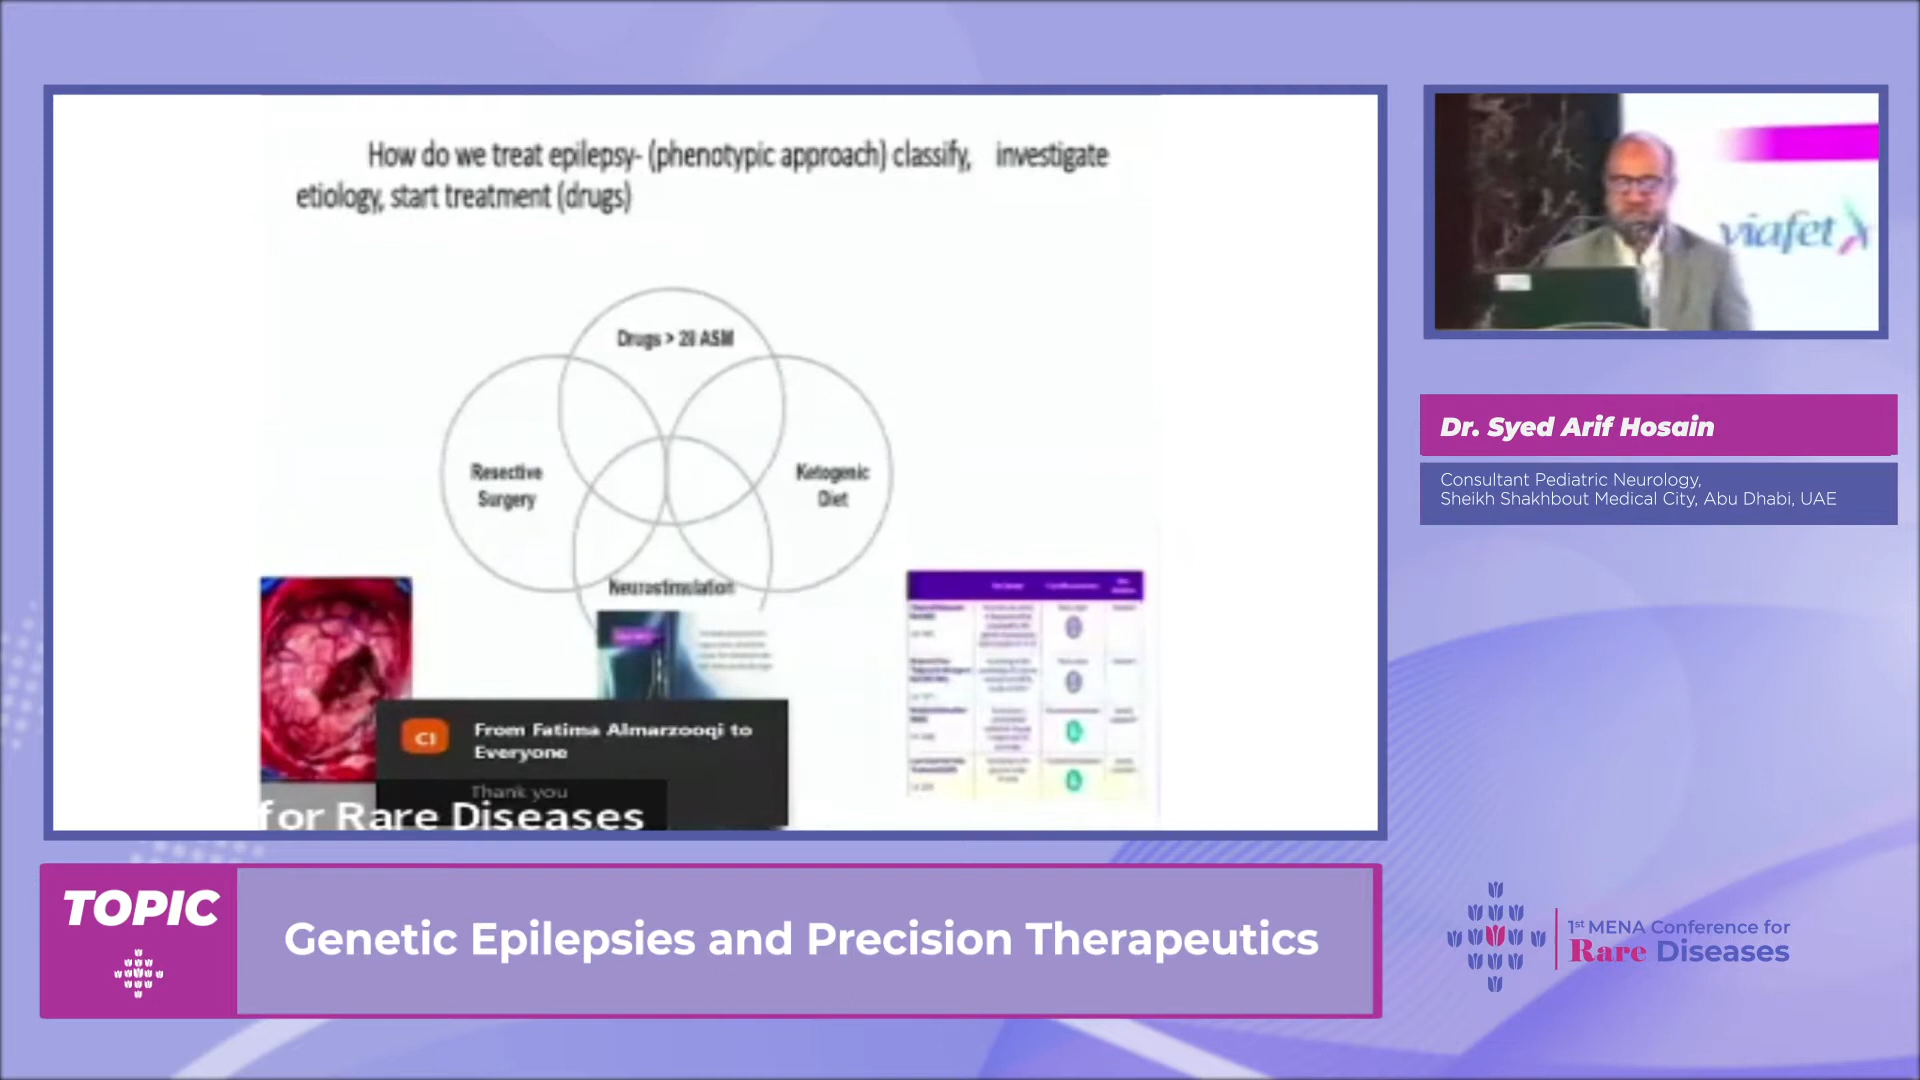 How do we treat epilepsy- (phenotypic approach) classify, investigate
etiology, start treatment (drugs)
Drugs > 28 ASM
Resective
Surgery
Ketogenic
Diet
Neurostimulation
From Fatima Almarzooqi to
Everyone
CI
Thank you
for Rare Diseases
viafet
Dr. Syed Arif Hosain
Consultant Pediatric Neurology,
Sheikh Shakhbout Medical City, Abu Dhabi, UAE
TOPIC
Genetic Epilepsies and Precision Therapeutics
1st MENA Conference for
Rare Diseases